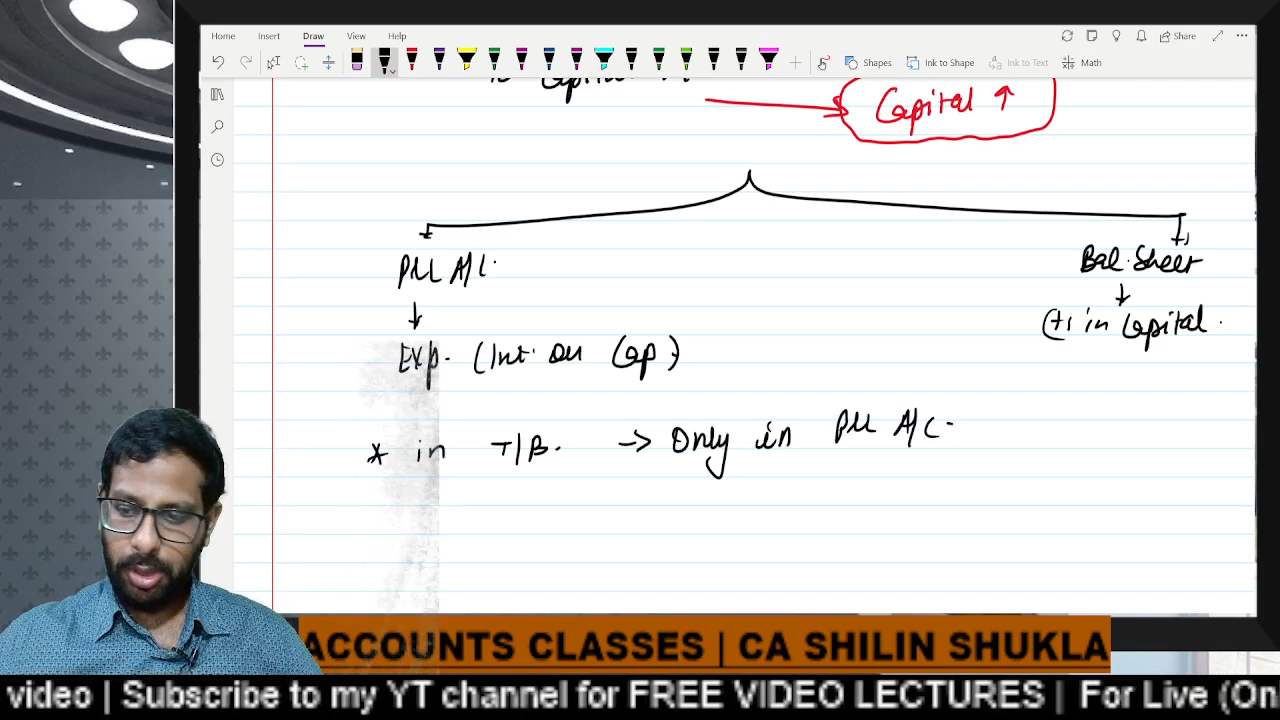 Home Insert Draw View Help
Share
Shapes Ink to Shape Ink to Text Math
Capital ↑
P&L A/C.
Bal. Sheet
(+) in Capital.
Exp. (Int. on Cap)
* in T/B. → Only in P&L A/C.
ACCOUNTS CLASSES | CA SHILIN SHUKLA
video | Subscribe to my YT channel for FREE VIDEO LECTURES | For Live (On